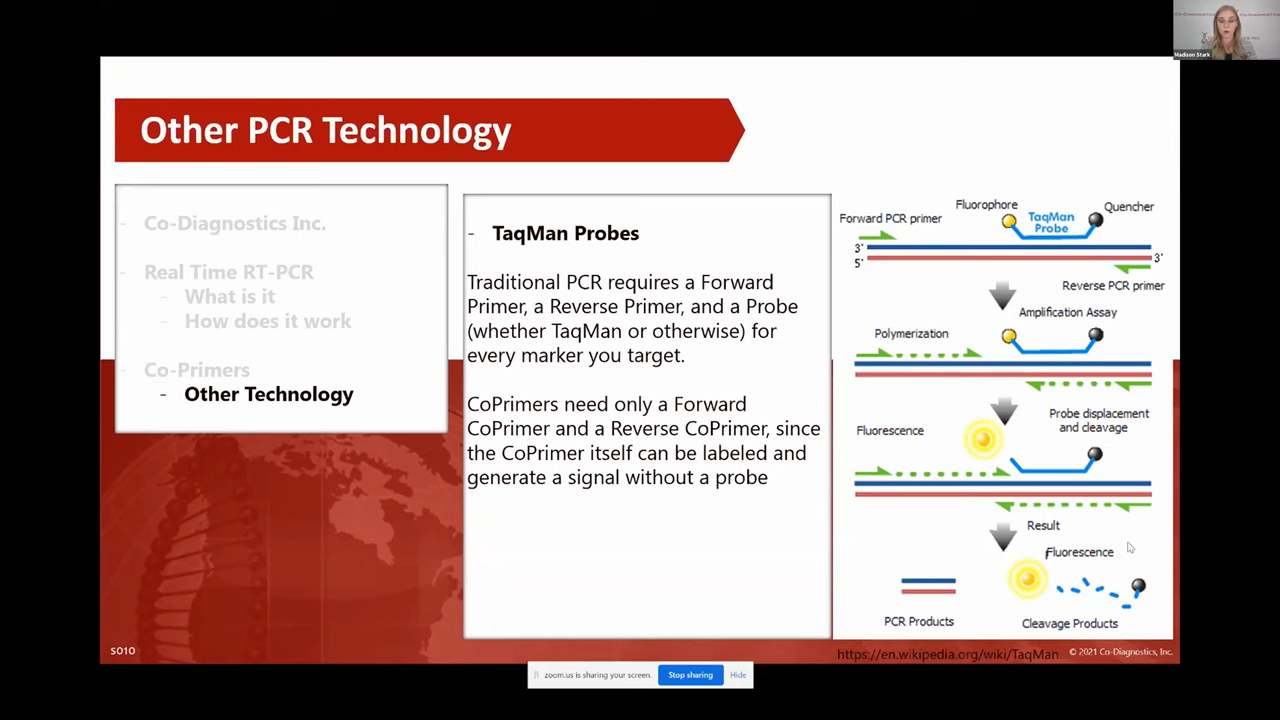 Madison Stark
Other PCR Technology
- Co-Diagnostics Inc.
- Real Time RT-PCR
- What is it
- How does it work
- Co-Primers
- Other Technology
- TaqMan Probes
Traditional PCR requires a Forward
Primer, a Reverse Primer, and a Probe
(whether TaqMan or otherwise) for
every marker you target.
CoPrimers need only a Forward
CoPrimer and a Reverse CoPrimer, since
the CoPrimer itself can be labeled and
generate a signal without a probe
Fluorophore
TaqMan
Probe
Quencher
Forward PCR primer
3'
5'
3'
Reverse PCR primer
Amplification Assay
Polymerization
Probe displacement
and cleavage
Fluorescence
Result
Fluorescence
PCR Products
Cleavage Products
S010
https://en.wikipedia.org/wiki/TaqMan
© 2021 Co-Diagnostics, Inc.
zoom.us is sharing your screen.
Stop sharing
Hide